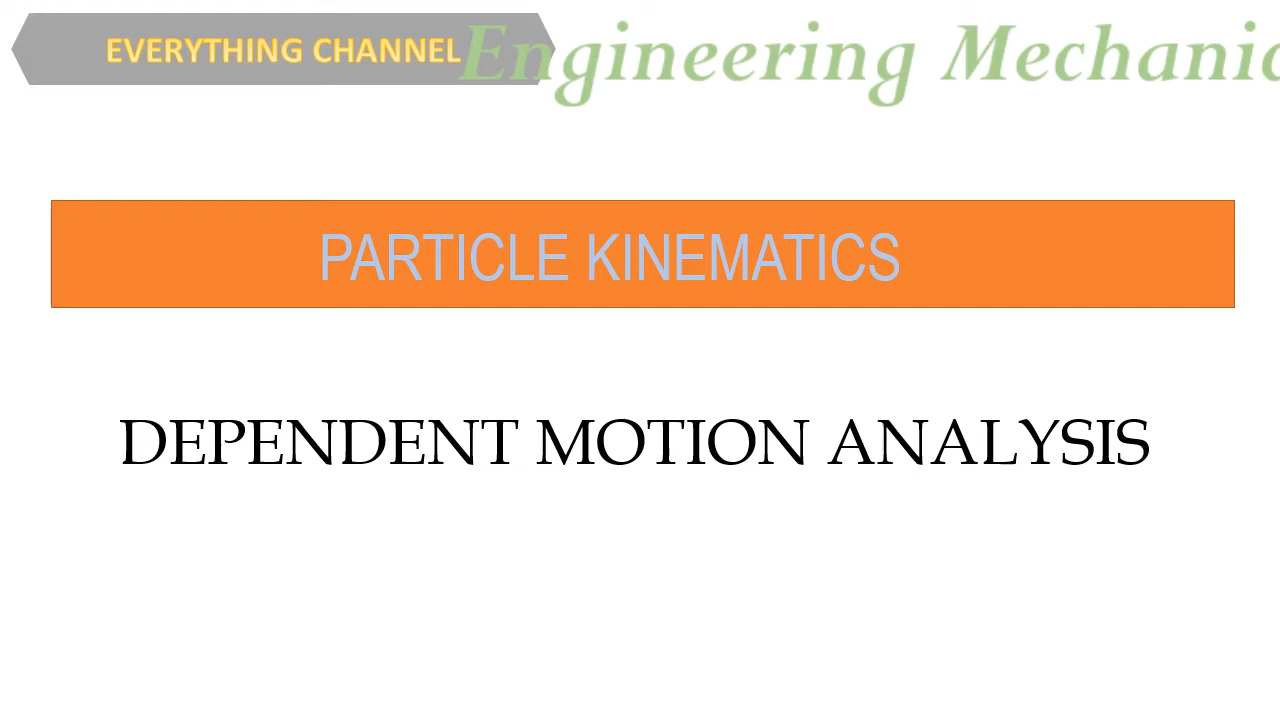 EVERYTHING CHANNEL
Engineering Mechanic
PARTICLE KINEMATICS
DEPENDENT MOTION ANALYSIS